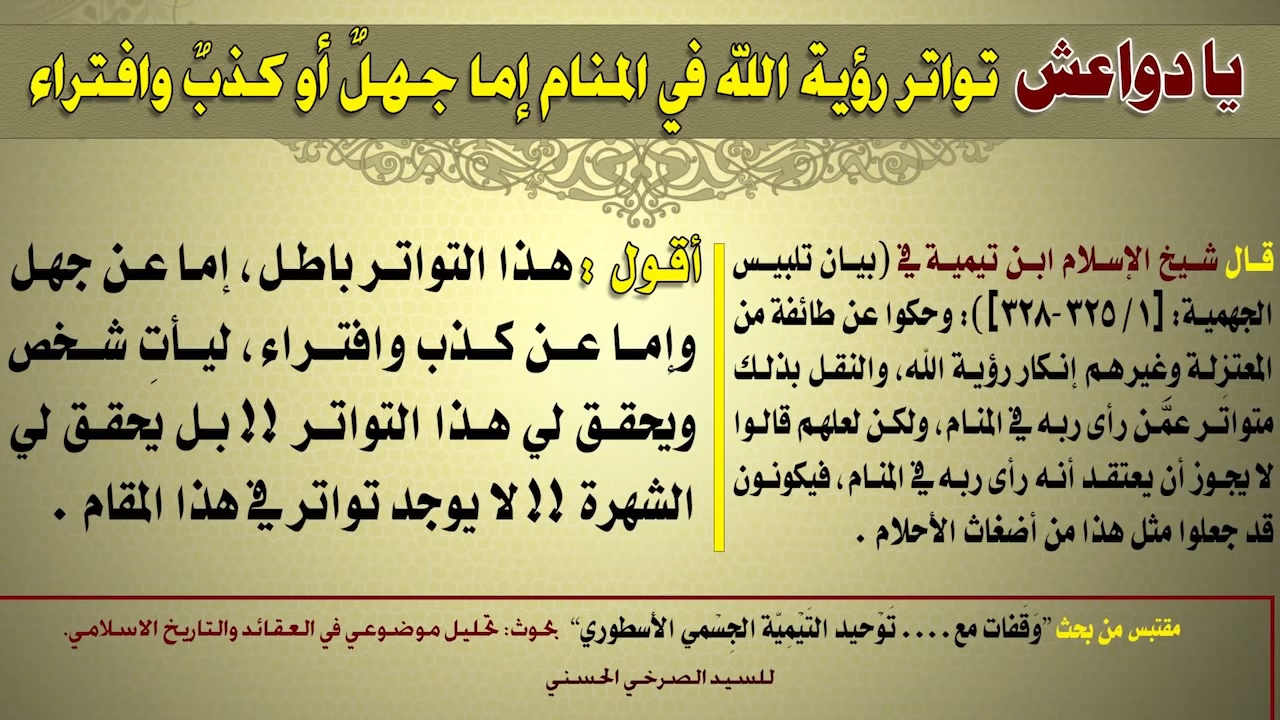 يا دواعش تواتر رؤية الله في المنام إما جهلٌ أو كذبٌ وافتراء
قال شيخ الإسلام ابن تيمية في (بيان تلبيس
الجهمية: [١ / ٣٢٥ -٣٢٨]): وحكوا عن طائفة من
المعتزِلة وغيرهم إنكار رؤية الله، والنقل بذلك
متواتَر عمَّن رأى ربه في المنام، ولكن لعلهم قالوا
لا يجوز أن يعتقد أنه رأى ربه في المنام، فيكونون
قد جعلوا مثل هذا من أضغاث الأحلام .
أقول : هذا التواتر باطل، إما عن جهل
وإما عن كذب وافتراء، ليأتِ شخص
ويحقق لي هذا التواتر !! بل يحقق لي
الشهرة !! لا يوجد تواتر في هذا المقام .
مقتبس من بحث "وَقَفات مع .... تَوْحيد التَيْمِيّة الجِسْمي الأسطوري" بحوث: تحليل موضوعي في العقائد والتاريخ الاسلامي.
للسيد الصرخي الحسني